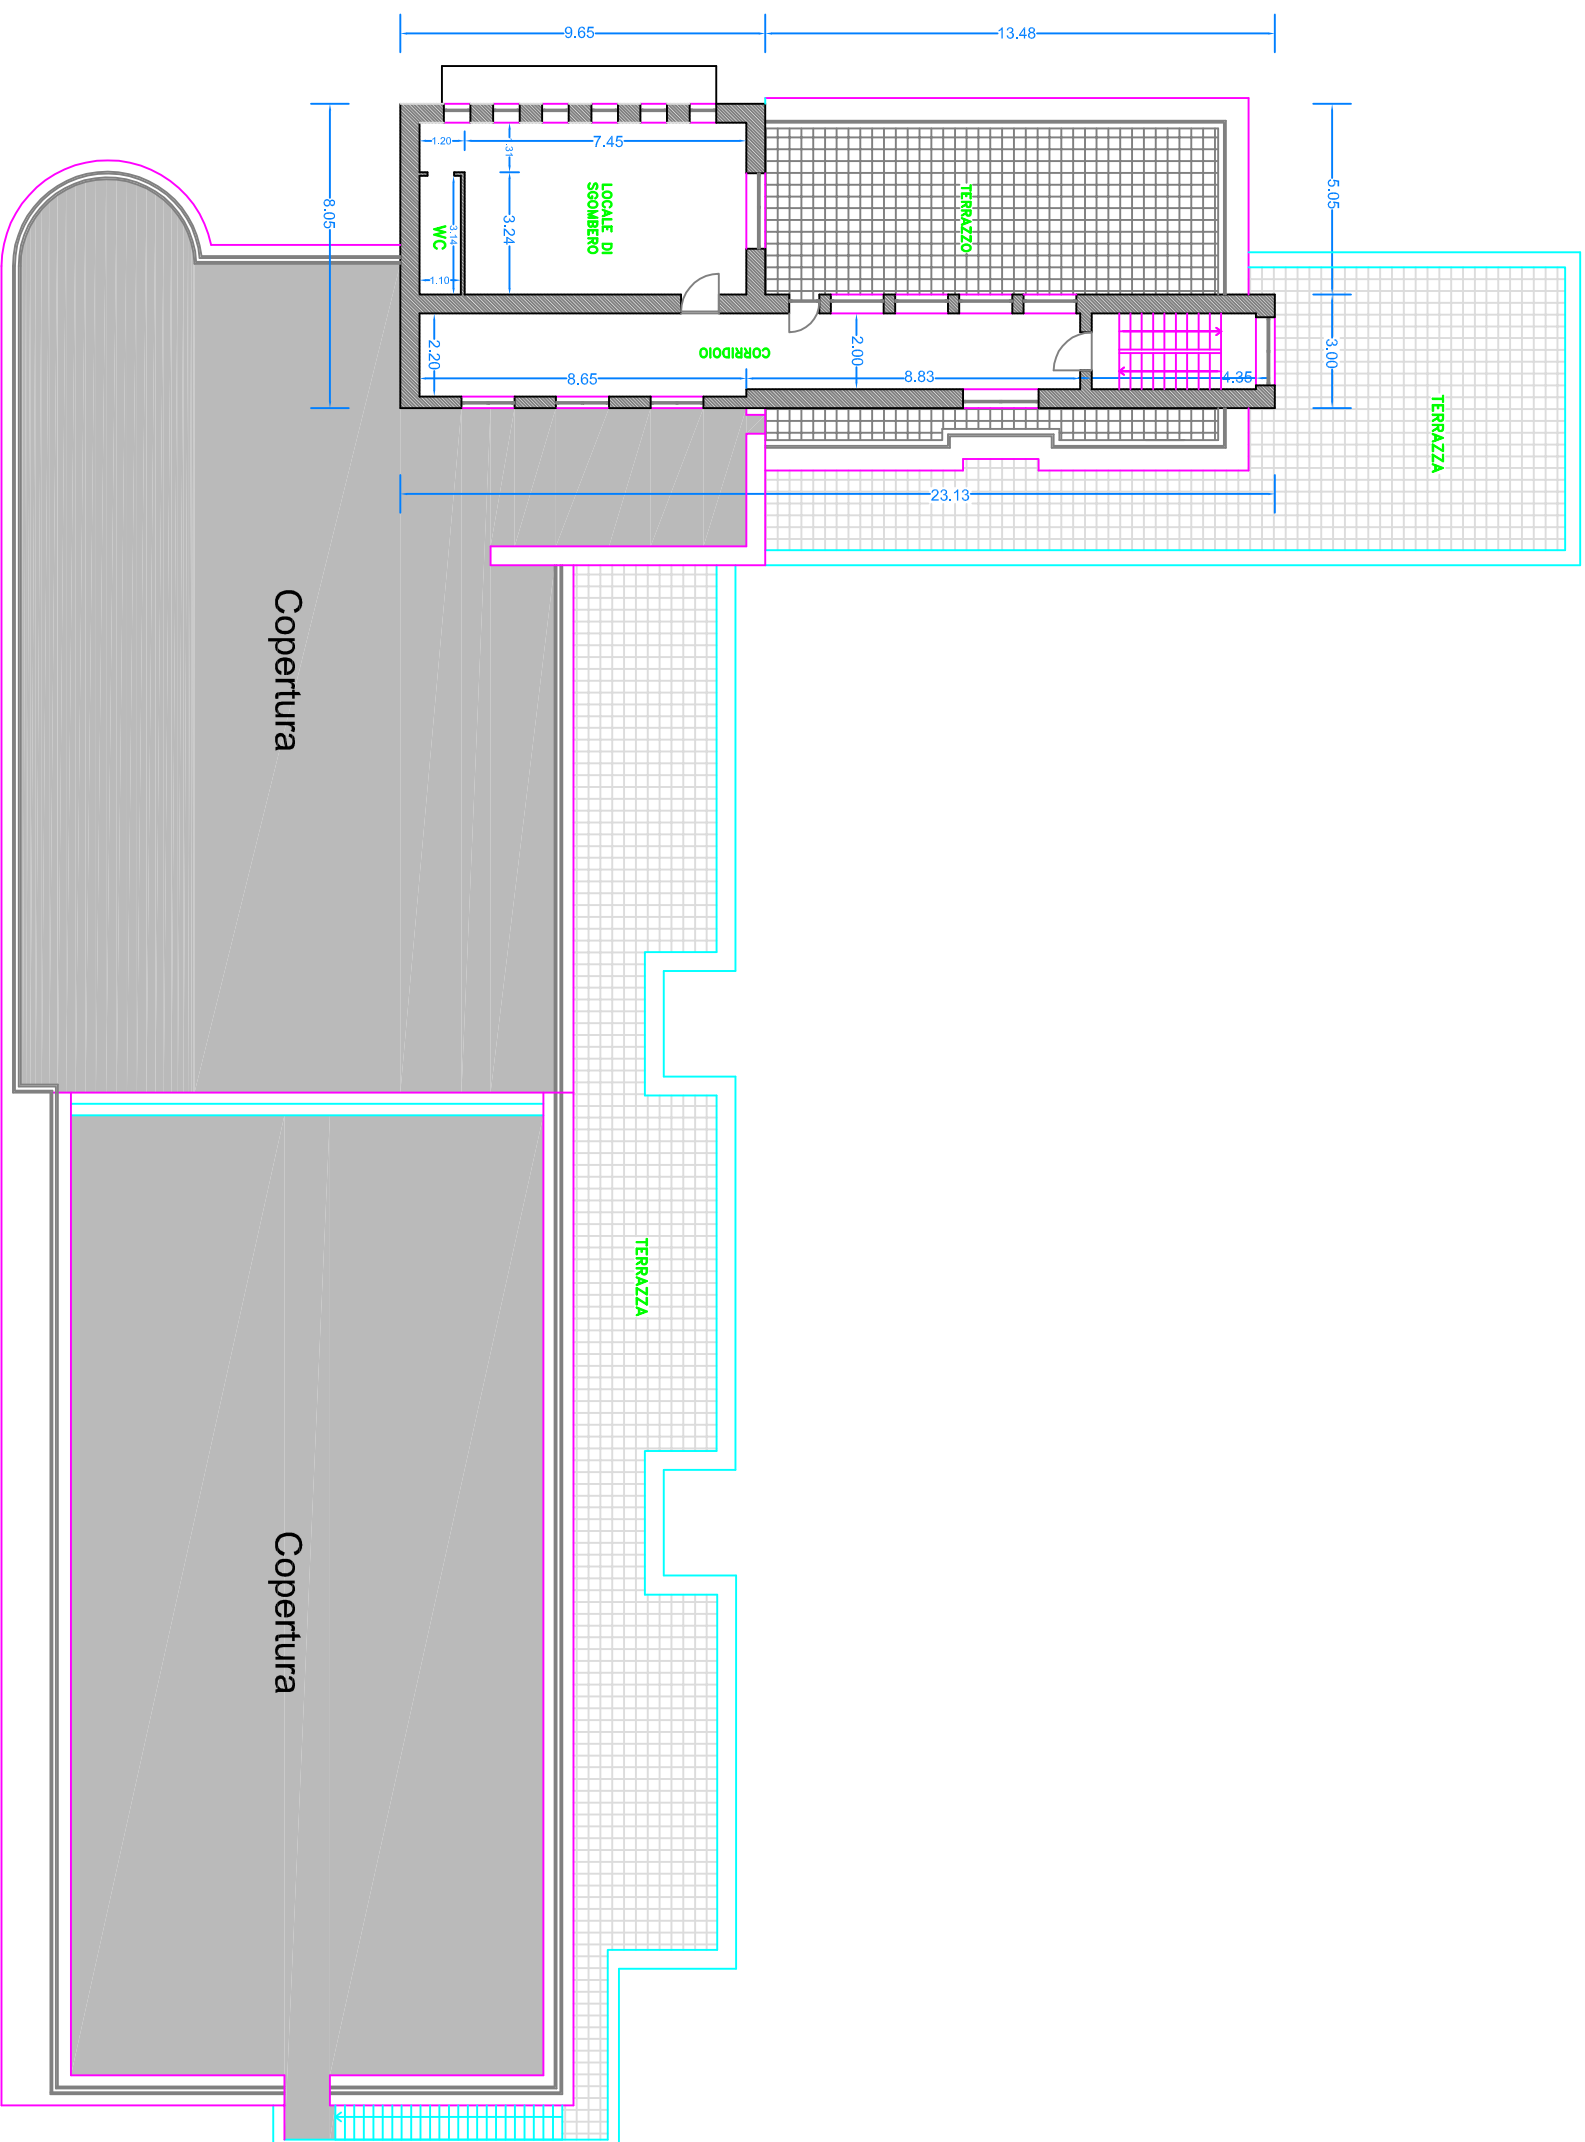 9.65
13.48
8.05
1.20
1.31
7.45
3.24
3.14
1.10
WC
LOCALE DI
SGOMBERO
TERRAZZO
5.05
3.00
2.20
CORRIDOIO
2.00
8.65
8.83
4.35
TERRAZZA
23.13
Copertura
TERRAZZA
Copertura